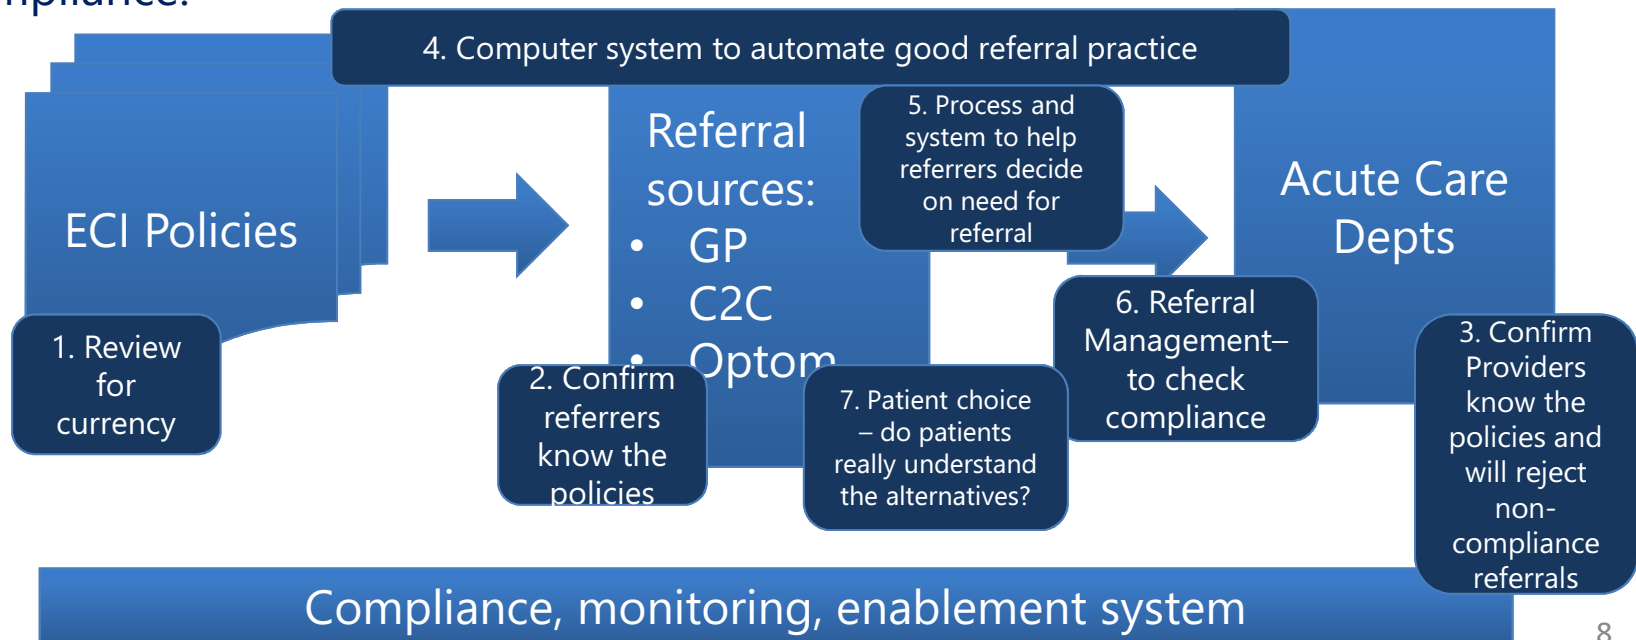 mpliance.
4. Computer system to automate good referral practice
ECI Policies
1. Review
for
currency
Referral
sources:
• GP
• C2C
• Optom
2. Confirm
referrers
know the
policies
5. Process and
system to help
referrers decide
on need for
referral
7. Patient choice
– do patients
really understand
the alternatives?
6. Referral
Management–
to check
compliance
Acute Care
Depts
3. Confirm
Providers
know the
policies and
will reject
non-
compliance
referrals
Compliance, monitoring, enablement system
8